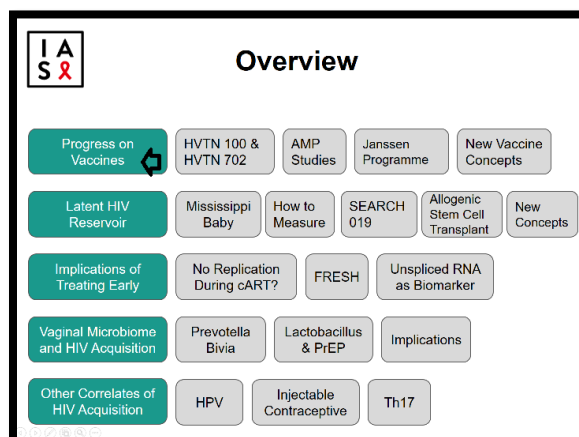 I A
S
Overview
Progress on
Vaccines
HVTN 100 &
HVTN 702
AMP
Studies
Janssen
Programme
New Vaccine
Concepts
Latent HIV
Reservoir
Mississippi
Baby
How to
Measure
SEARCH
019
Allogenic
Stem Cell
Transplant
New
Concepts
Implications of
Treating Early
No Replication
During cART?
FRESH
Unspliced RNA
as Biomarker
Vaginal Microbiome
and HIV Acquisition
Prevotella
Bivia
Lactobacillus
& PrEP
Implications
Other Correlates of
HIV Acquisition
HPV
Injectable
Contraceptive
Th17